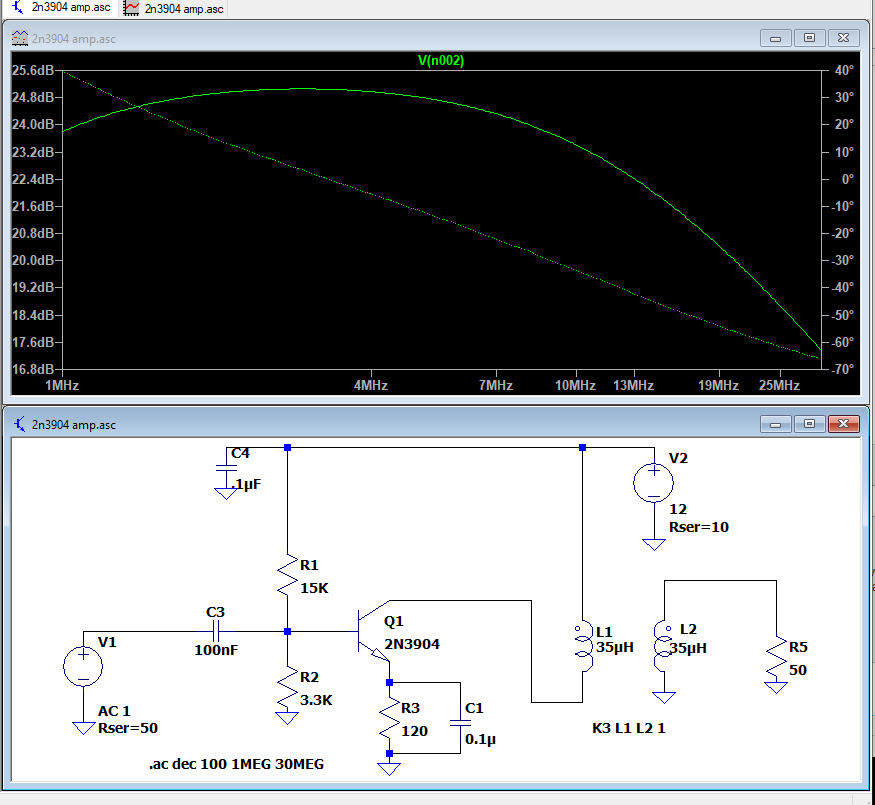 2n3904 amp.asc 2n3904 amp.asc
2n3904 amp.asc
V(n002)
25.6dB 40°
24.8dB 30°
24.0dB 20°
23.2dB 10°
22.4dB 0°
21.6dB -10°
20.8dB -20°
20.0dB -30°
19.2dB -40°
18.4dB -50°
17.6dB -60°
16.8dB -70°
1MHz 4MHz 7MHz 10MHz 13MHz 19MHz 25MHz
2n3904 amp.asc
C4
.1µF
V2
12
Rser=10
R1
15K
C3
100nF
V1
AC 1
Rser=50
Q1
2N3904
L1
35µH
L2
35µH
R5
50
R2
3.3K
R3
120
C1
0.1µ
K3 L1 L2 1
.ac dec 100 1MEG 30MEG